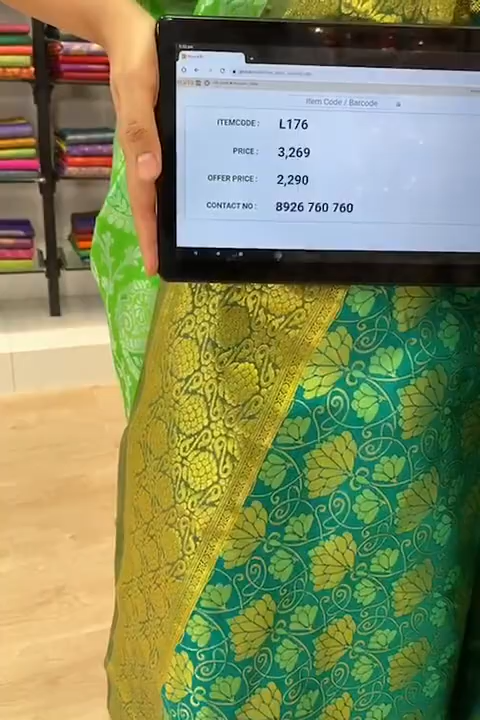 Item Code / Barcode
ITEMCODE : L176
PRICE : 3,269
OFFER PRICE : 2,290
CONTACT NO : 8926 760 760